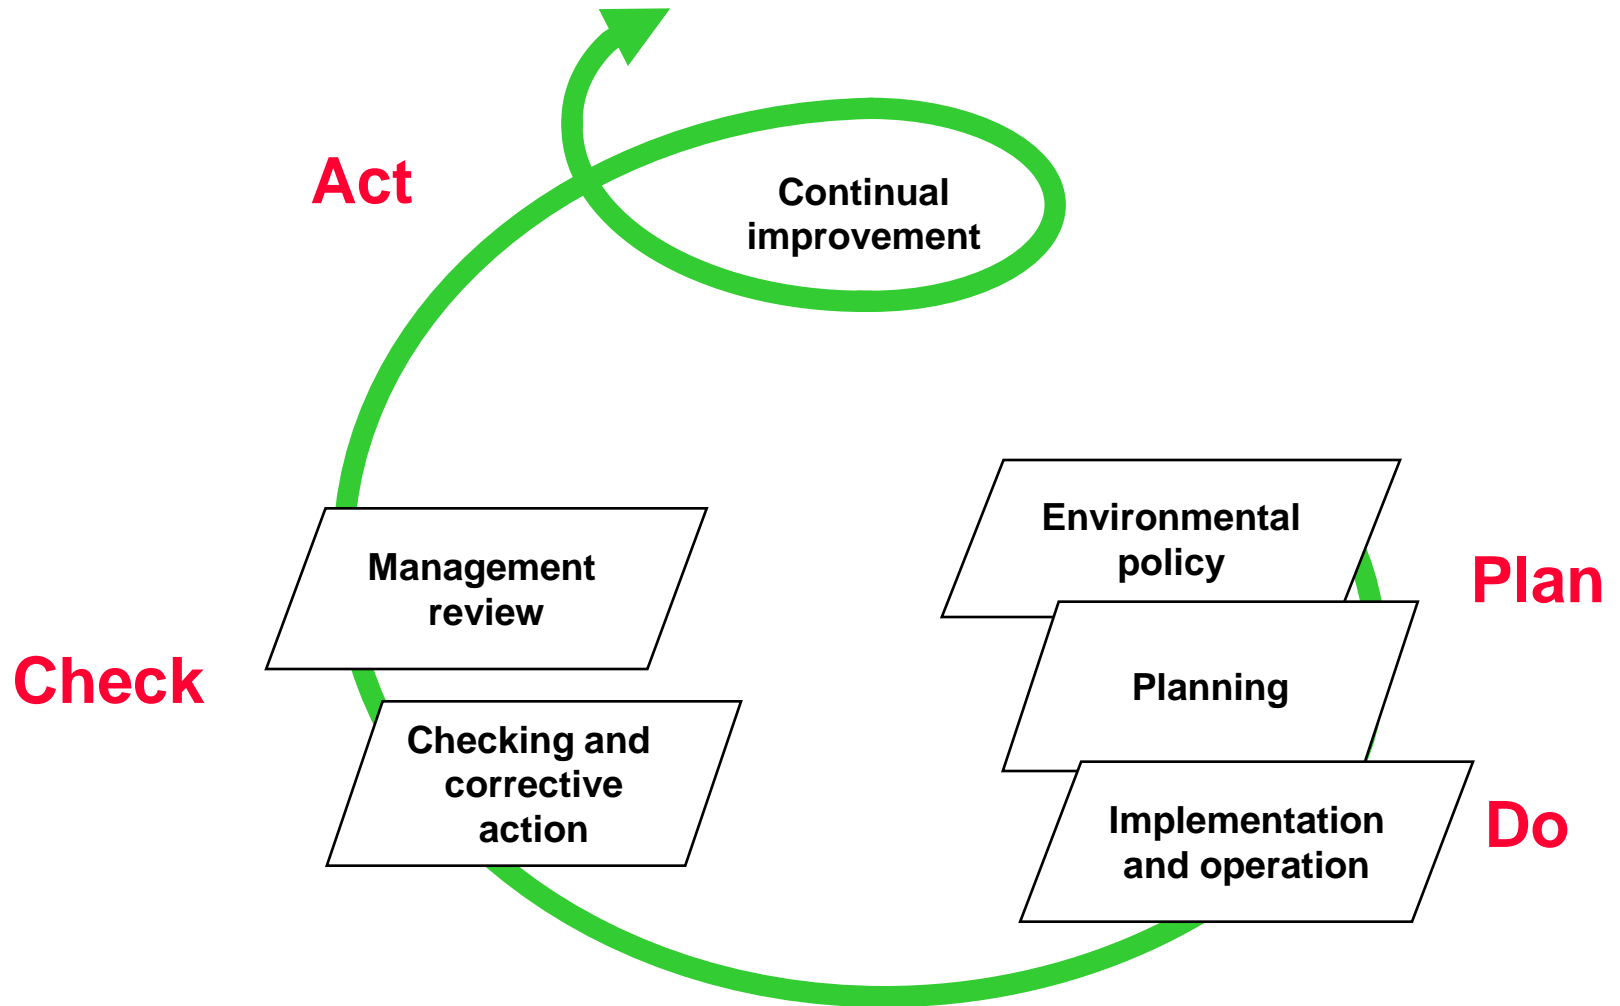 Act
Continual
improvement
Environmental
policy
Plan
Planning
Implementation
and operation
Do
Management
review
Check
Checking and
corrective
action